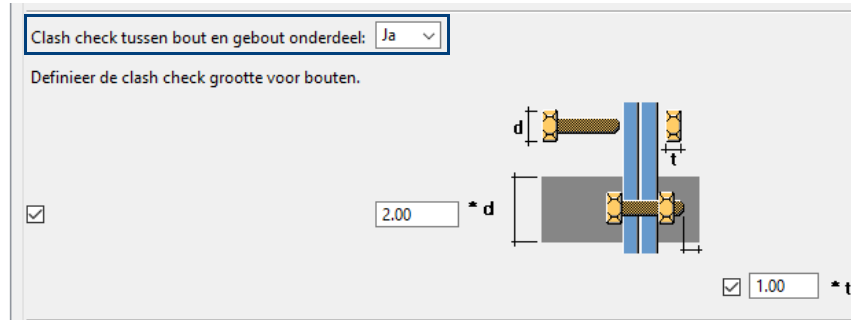 Clash check tussen bout en gebout onderdeel: Ja
Definieer de clash check grootte voor bouten.
d
t
2.00 * d
1.00 * t